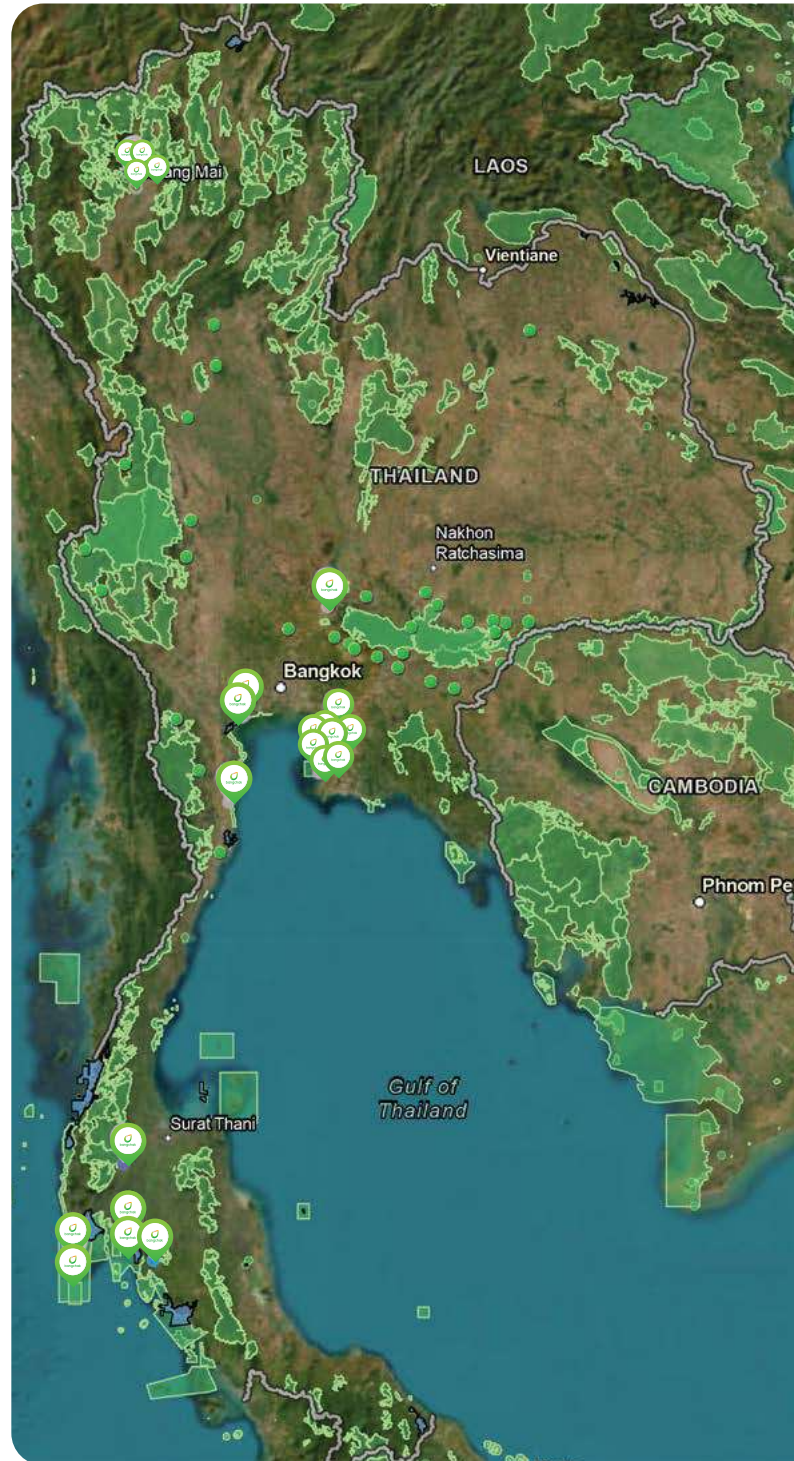 LAOS
ang Mai
Vientiane
THAILAND
Nakhon
Ratchasima
Bangkok
CAMBODIA
Phnom Pe
Gulf of
Thailand
Surat Thani